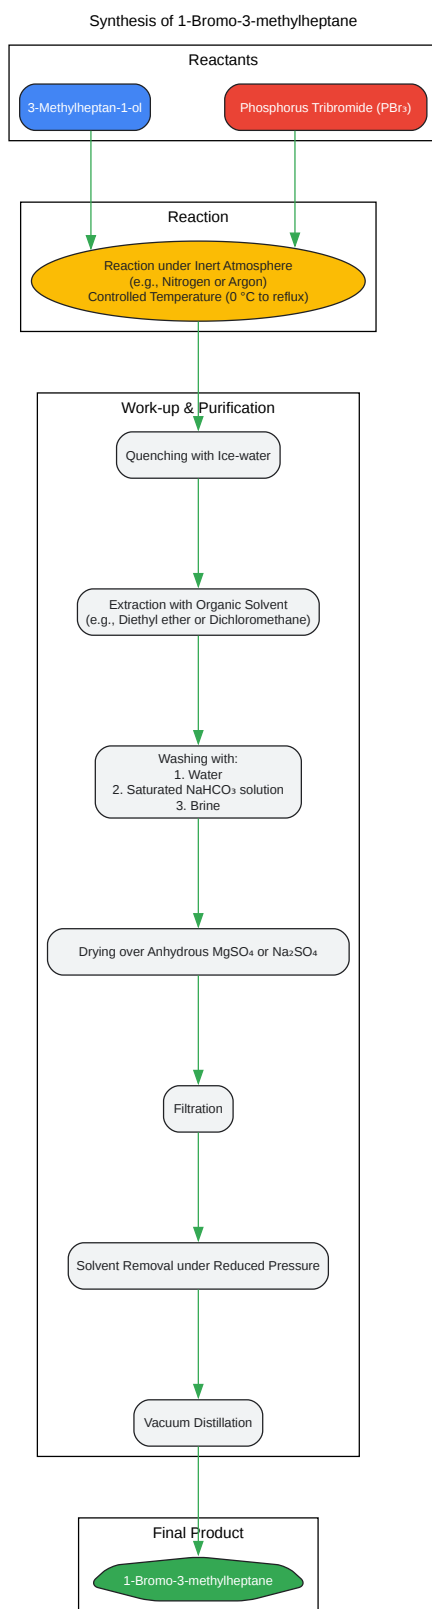 Synthesis of 1-Bromo-3-methylheptane
Reactants
3-Methylheptan-1-ol
Phosphorus Tribromide (PBr₃)
Reaction
Reaction under Inert Atmosphere
(e.g., Nitrogen or Argon)
Controlled Temperature (0 °C to reflux)
Work-up & Purification
Quenching with Ice-water
Extraction with Organic Solvent
(e.g., Diethyl ether or Dichloromethane)
Washing with:
1. Water
2. Saturated NaHCO₃ solution
3. Brine
Drying over Anhydrous MgSO₄ or Na₂SO₄
Filtration
Solvent Removal under Reduced Pressure
Vacuum Distillation
Final Product
1-Bromo-3-methylheptane